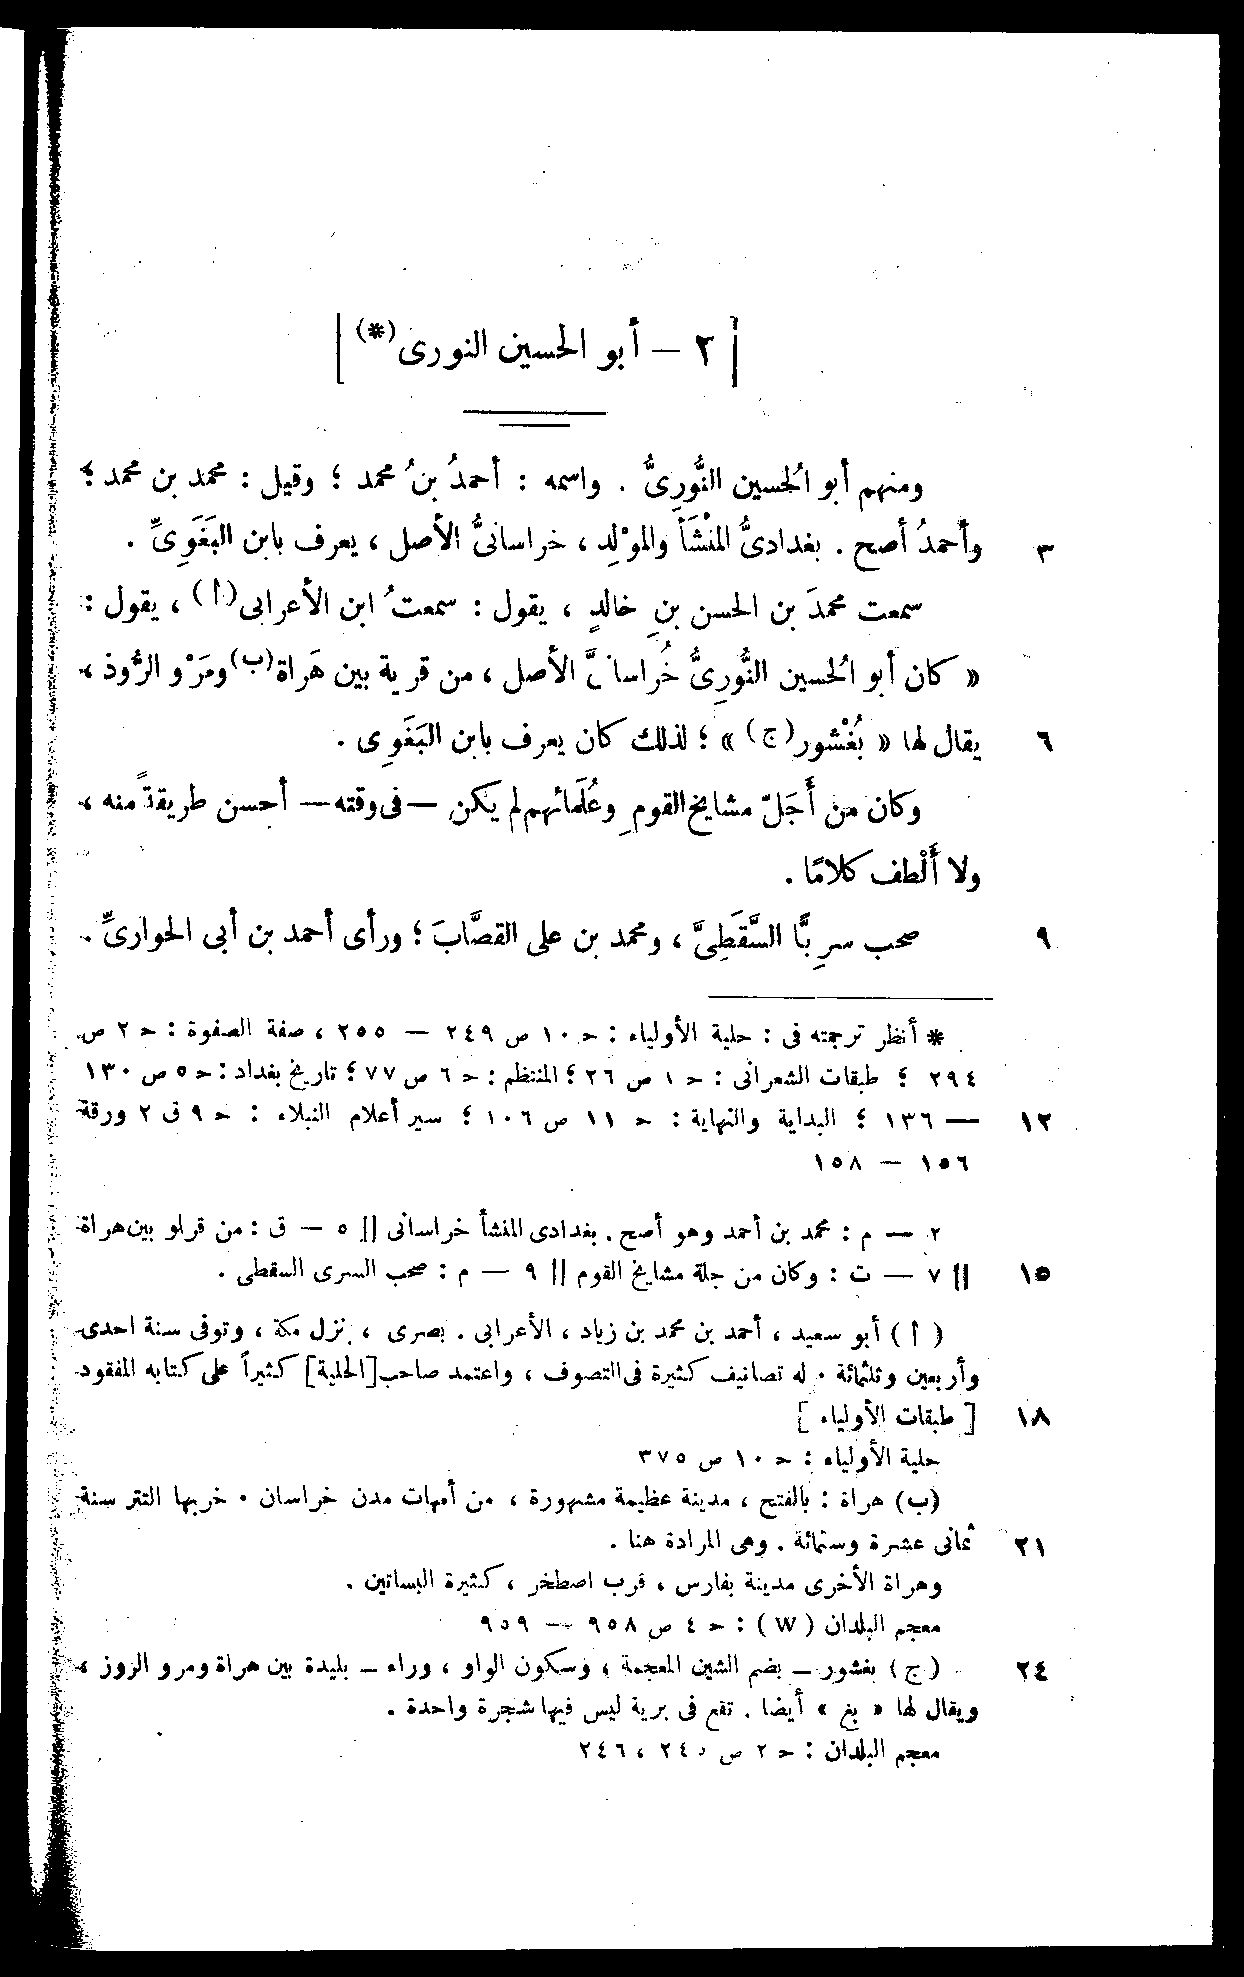 [ ٢ – أبو الحسين النورى(*) ]
ومنهم أبو الُحسين النُّورِىُّ . واسمه : أحمدُ بنُ محمد ؛ وقيل : محمد بن محمد ؛
٣ وأحمدُ أصح . بغدادىُّ المَنْشَأ والموْلِد ، خراسانىُّ الأصل ، يعرف بابن البَغَوِىِّ .
سمعت محمدَ بن الحسن بنِ خالدٍ ، يقول : سمعتُ ابن الأعرابى(أ) ، يقول :
« كان أبو الُحسين النُّورِىُّ خُراسانىَّ الأصل ، من قرية بين هَراة(ب) ومَرْو الرُّوذ ،
٦ يقال لها « بُغْشور(ج) » ؛ لذلك كان يعرف بابن البَغَوِى .
وكان من أَجَلّ مشايخ القومِ وعُلَمائهم لم يكن – فى وقته – أحسن طريقةً منه ،
ولا أَلْطف كلامًا .
٩ صحب سرِيًّا السَّقَطِىَّ ، ومحمد بن على القصَّابَ ؛ ورأى أحمد بن أبى الحوارىِّ .
* أنظر ترجمته فى : حلية الأولياء : حـ ١٠ ص ٢٤٩ – ٢٥٥ ، صفة الصفوة : حـ ٢ ص
٢٩٤ ؛ طبقات الشعرانى : حـ ١ ص ٢٦ ؛ المنتظم : حـ ٦ ص ٧٧ ؛ تاريخ بغداد : حـ ٥ ص ١٣٠
١٢ — ١٣٦ ؛ البداية والنهاية : حـ ١١ ص ١٠٦ ؛ سير أعلام النبلاء : حـ ٩ ق ٢ ورقة
١٥٦ – ١٥٨
٢ — م : محمد بن أحمد وهو أصح . بغدادى المنشأ خراسانى || ٥ – ق : من قرلو بين هراة
١٥ || ٧ – ت : وكان من جلة مشايخ القوم || ٩ – م : صحب السرى السقطى .
( أ ) أبو سعيد ، أحمد بن محمد بن زياد ، الأعرابى . بصرى ، نزل مكة ، وتوفى سنة احدى
وأربعين وثلثمائة . له تصانيف كثيرة فى التصوف ، واعتمد صاحب [الحلية] كثيراً على كتابه المفقود
١٨ [ طبقات الأولياء ]
حلية الأولياء : حـ ١٠ ص ٣٧٥
(ب) هراة : بالفتح ، مدينة عظيمة مشهورة ، من أمهات مدن خراسان . خربها التتر سنة
٢١ ثمانى عشرة وستمائة . وهى المرادة هنا .
وهراة الأخرى مدينة بفارس ، قرب اصطخر ، كثيرة البساتين .
معجم البلدان ( W ) : حـ ٤ ص ٩٥٨ – ٩٥٩
٢٤ ( ج ) بغشور – بضم الشين المعجمة ، وسكون الواو ، وراء – بليدة بين هراة ومرو الروز ،
ويقال لها « بغ » أيضا . تقع فى برية ليس فيها شجرة واحدة .
معجم البلدان : حـ ٢ ص ٢٤٥ ، ٢٤٦